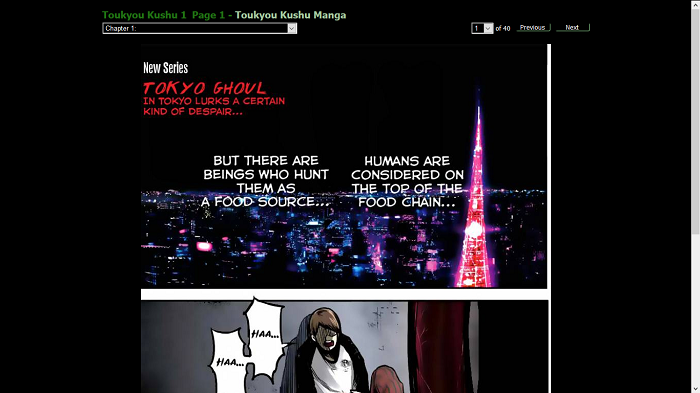 Toukyou Kushu 1 Page 1 - Toukyou Kushu Manga
Chapter 1:
1 of 40 Previous Next
New Series
TOKYO GHOUL
IN TOKYO LURKS A CERTAIN
KIND OF DESPAIR...
HUMANS ARE
CONSIDERED ON
THE TOP OF THE
FOOD CHAIN...
BUT THERE ARE
BEINGS WHO HUNT
THEM AS
A FOOD SOURCE...
HAA...
HAA...